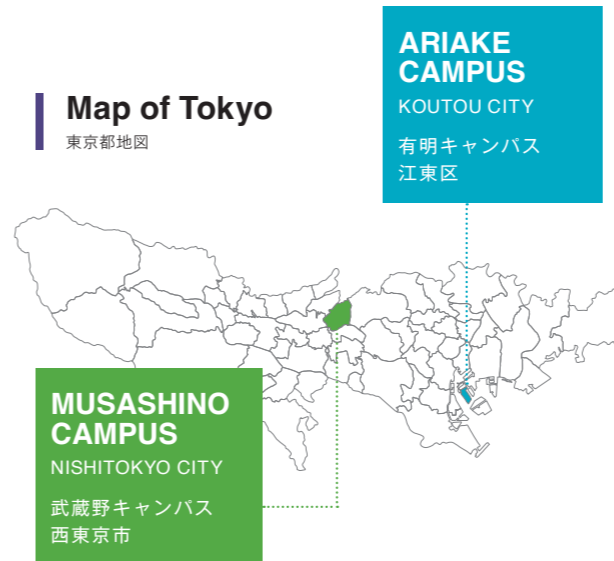 Map of Tokyo
東京都地図
ARIAKE
CAMPUS
KOUTOU CITY
有明キャンパス
江東区
MUSASHINO
CAMPUS
NISHITOKYO CITY
武蔵野キャンパス
西東京市